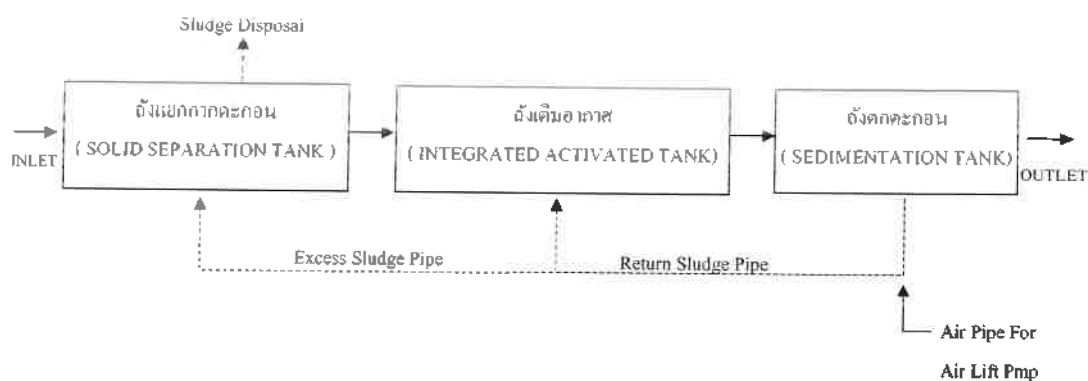 Sludge Disposal
ถังแยกกากตะกอน
( SOLID SEPARATION TANK )
ถังเติมอากาศ
( INTEGRATED ACTIVATED TANK)
ถังตกตะกอน
( SEDIMENTATION TANK)
INLET
OUTLET
Excess Sludge Pipe
Return Sludge Pipe
Air Pipe For
Air Lift Pmp